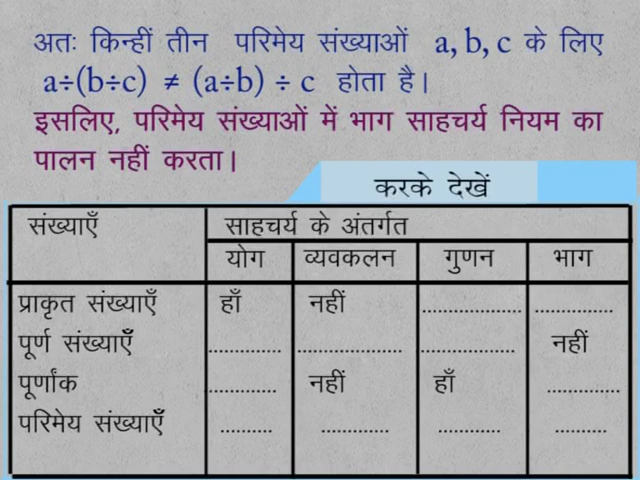 अतः किन्हीं तीन परिमेय संख्याओं a, b, c के लिए
a÷(b÷c) ≠ (a÷b) ÷ c होता है।
इसलिए, परिमेय संख्याओं में भाग साहचर्य नियम का
पालन नहीं करता।
करके देखें
संख्याएँ साहचर्य के अंतर्गत
योग व्यवकलन गुणन भाग
प्राकृत संख्याएँ हाँ नहीं .................... ................
पूर्ण संख्याएँ ............... ..................... ................... नहीं
पूर्णांक .............. नहीं हाँ ...............
परिमेय संख्याएँ ........... .............. ............. ...........